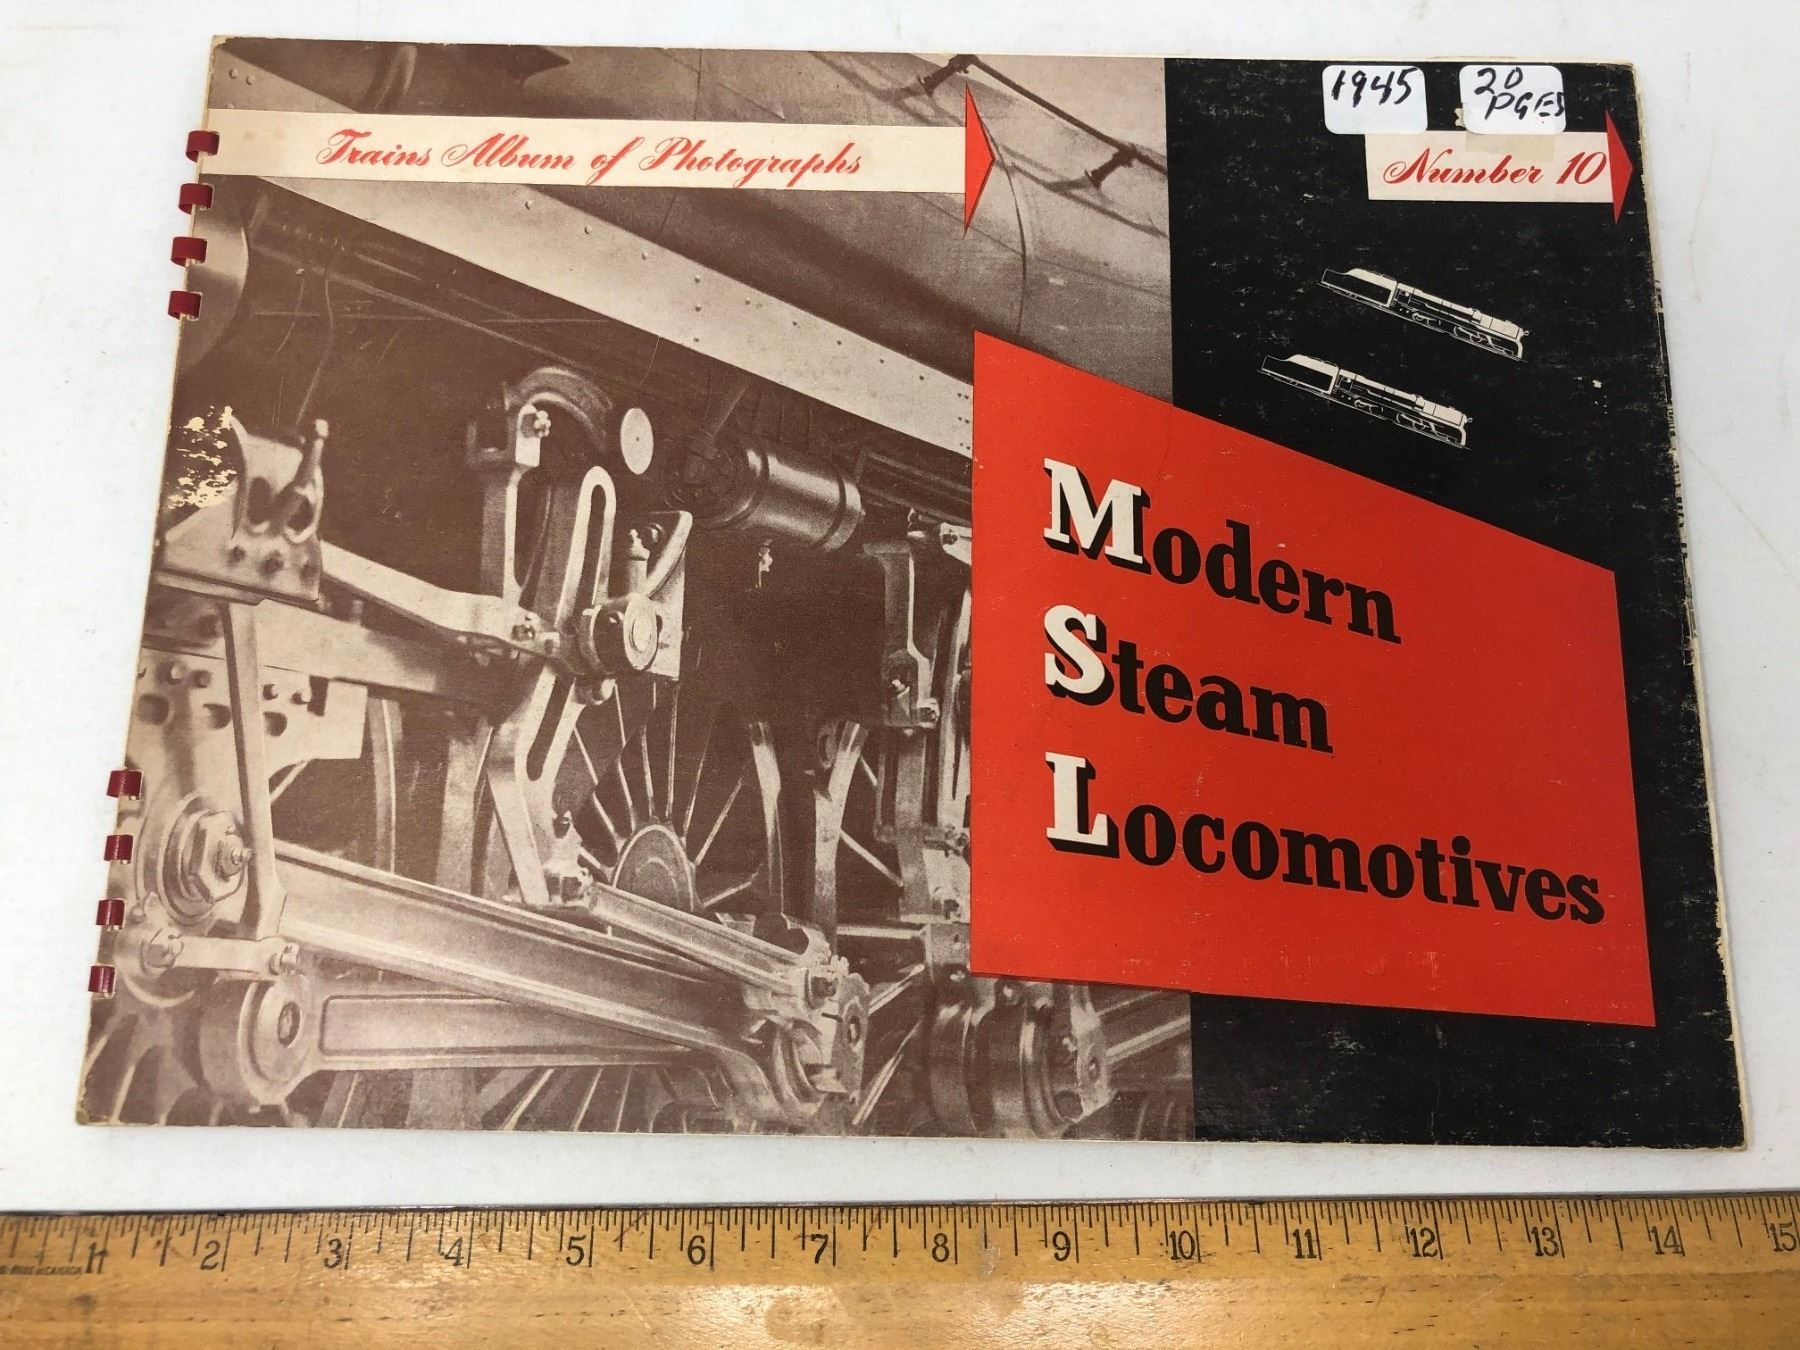 1945
20
PGES
Trains Album of Photographs
Number 10
Modern
Steam
Locomotives
1 2 3 4 5 6 7 8 9 10 11 12 13 14 15